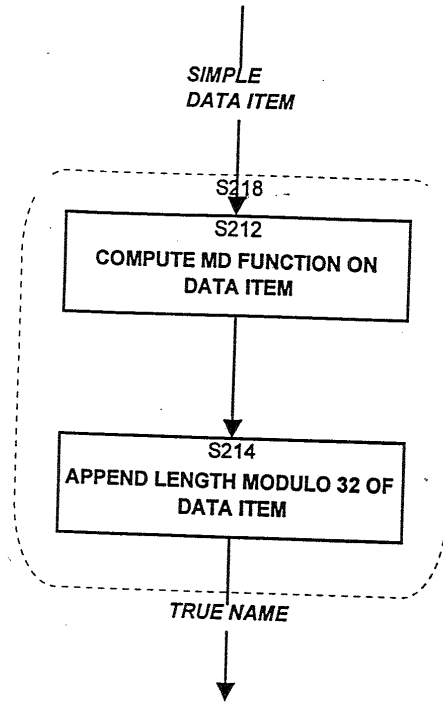 SIMPLE
DATA ITEM
S218
S212
COMPUTE MD FUNCTION ON
DATA ITEM
S214
APPEND LENGTH MODULO 32 OF
DATA ITEM
TRUE NAME